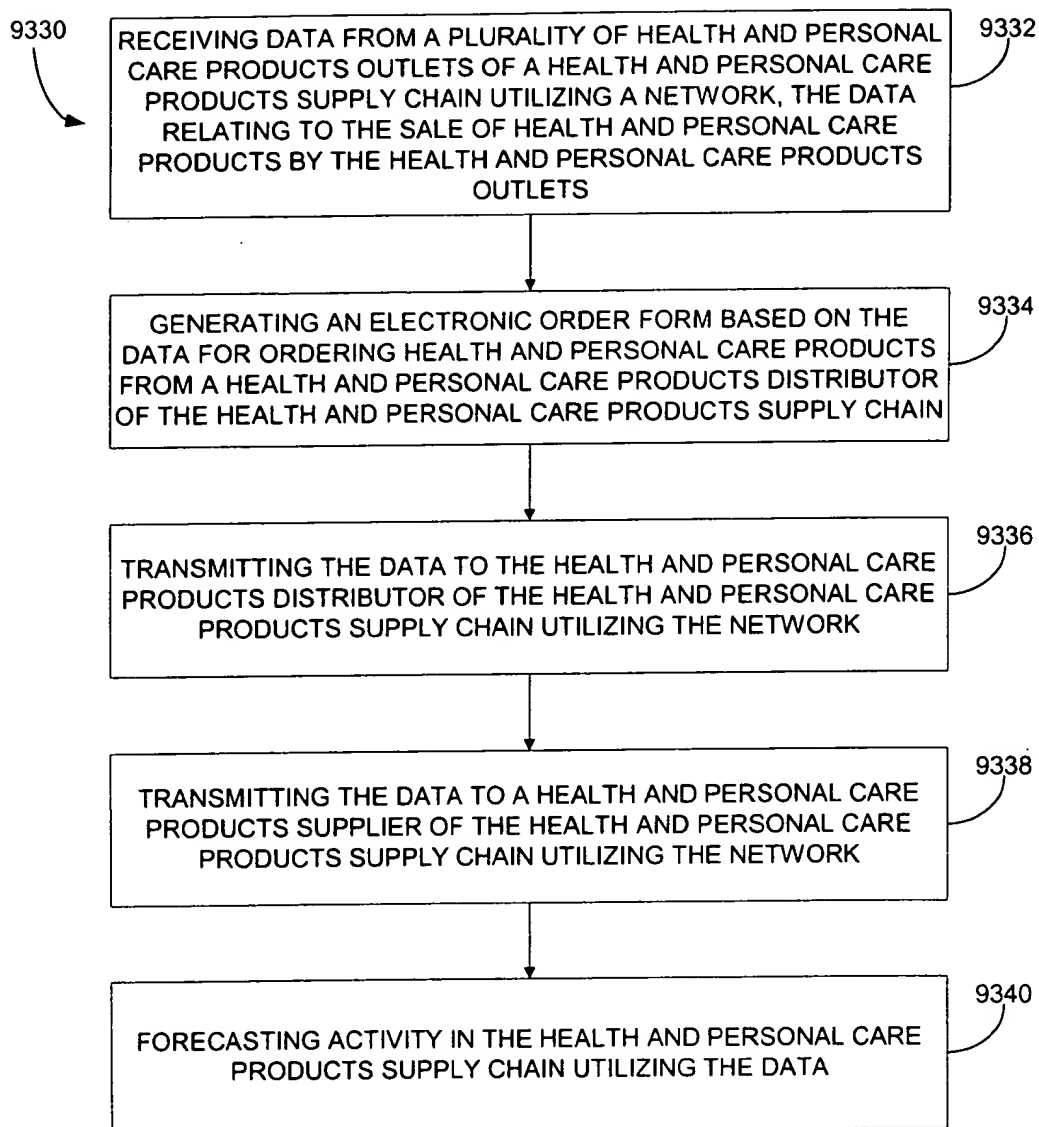 9330
RECEIVING DATA FROM A PLURALITY OF HEALTH AND PERSONAL
CARE PRODUCTS OUTLETS OF A HEALTH AND PERSONAL CARE
PRODUCTS SUPPLY CHAIN UTILIZING A NETWORK, THE DATA
RELATING TO THE SALE OF HEALTH AND PERSONAL CARE
PRODUCTS BY THE HEALTH AND PERSONAL CARE PRODUCTS
OUTLETS
9332
GENERATING AN ELECTRONIC ORDER FORM BASED ON THE
DATA FOR ORDERING HEALTH AND PERSONAL CARE PRODUCTS
FROM A HEALTH AND PERSONAL CARE PRODUCTS DISTRIBUTOR
OF THE HEALTH AND PERSONAL CARE PRODUCTS SUPPLY CHAIN
9334
TRANSMITTING THE DATA TO THE HEALTH AND PERSONAL CARE
PRODUCTS DISTRIBUTOR OF THE HEALTH AND PERSONAL CARE
PRODUCTS SUPPLY CHAIN UTILIZING THE NETWORK
9336
TRANSMITTING THE DATA TO A HEALTH AND PERSONAL CARE
PRODUCTS SUPPLIER OF THE HEALTH AND PERSONAL CARE
PRODUCTS SUPPLY CHAIN UTILIZING THE NETWORK
9338
FORECASTING ACTIVITY IN THE HEALTH AND PERSONAL CARE
PRODUCTS SUPPLY CHAIN UTILIZING THE DATA
9340